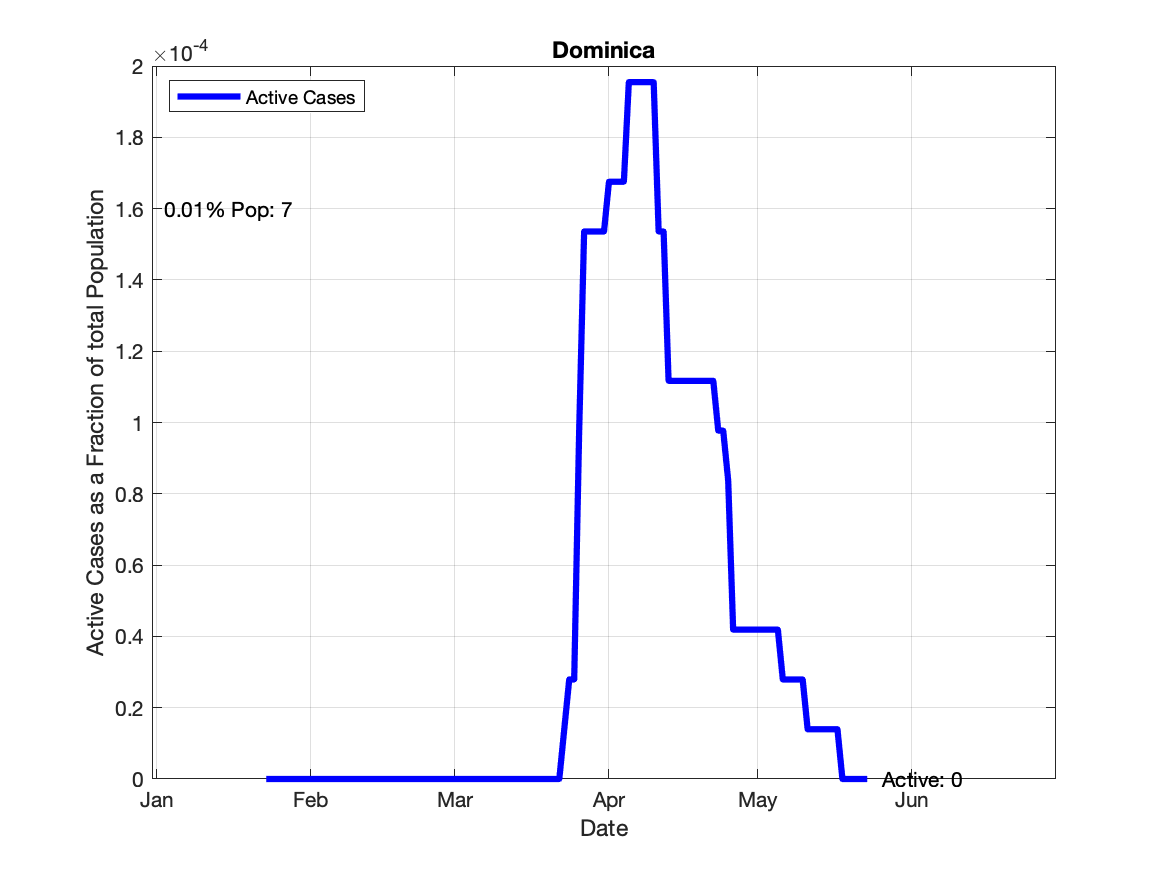 Dominica
×10-4
2
1.8
1.6
1.4
1.2
1
0.8
0.6
0.4
0.2
0
Active Cases as a Fraction of total Population
Active Cases
0.01% Pop: 7
Active: 0
Jan Feb Mar Apr May Jun
Date